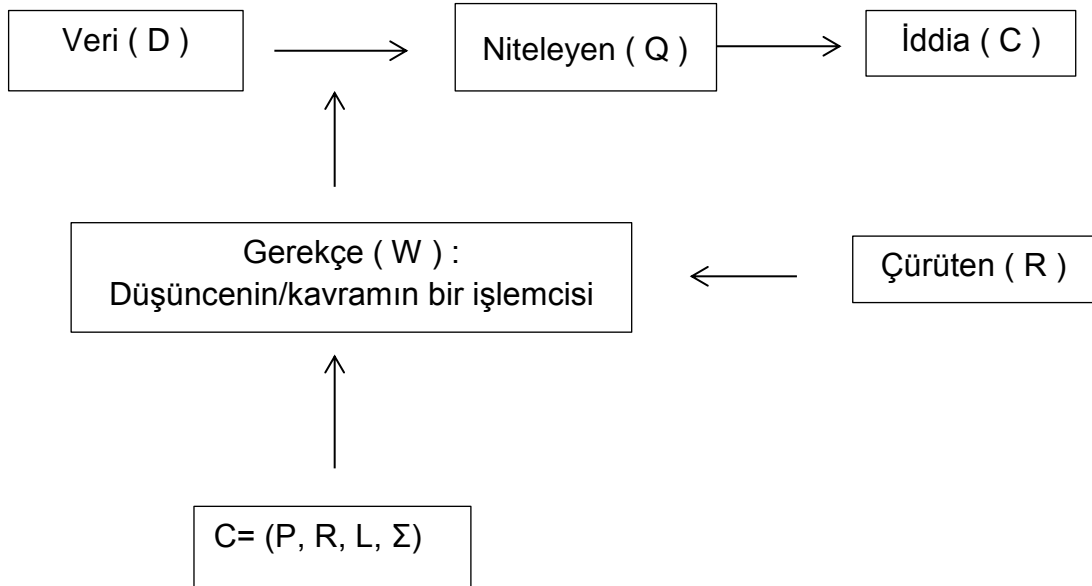 Veri ( D )
Niteleyen ( Q )
İddia ( C )
Gerekçe ( W ) :
Düşüncenin/kavramın bir işlemcisi
Çürüten ( R )
C= (P, R, L, Σ)